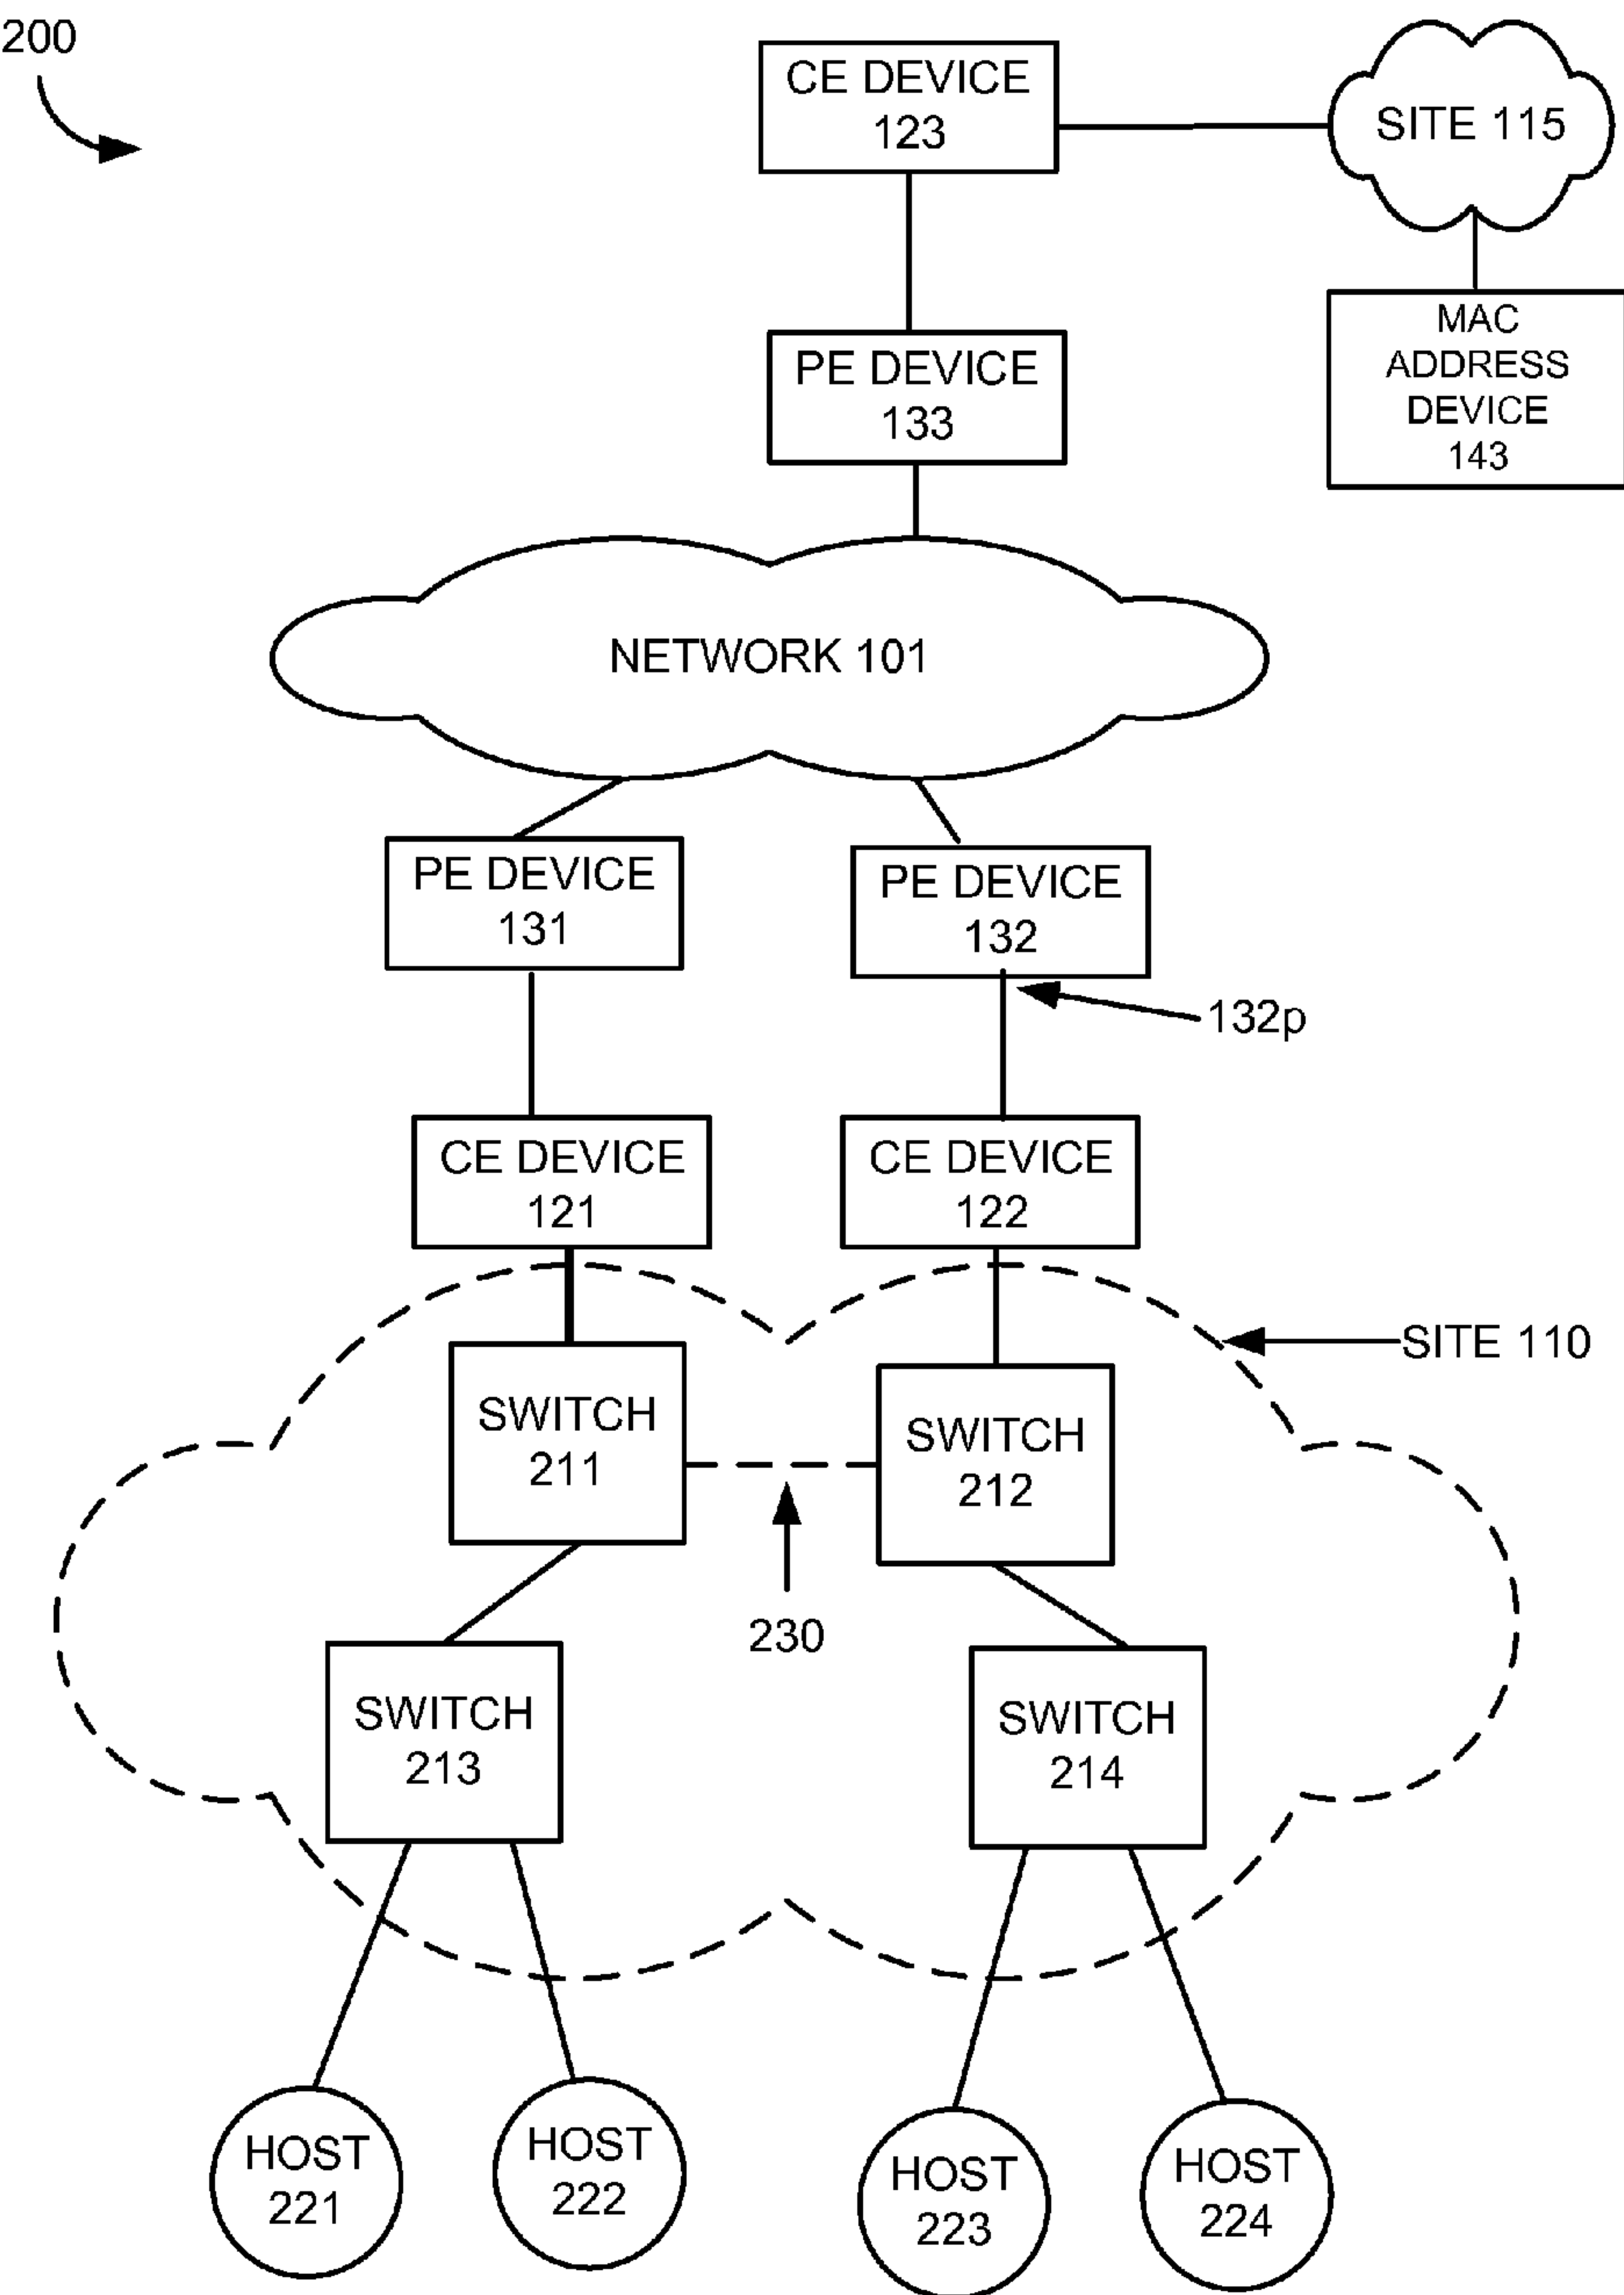 200
CE DEVICE
123
SITE 115
MAC
ADDRESS
DEVICE
143
PE DEVICE
133
NETWORK 101
PE DEVICE
131
PE DEVICE
132
132p
CE DEVICE
121
CE DEVICE
122
SITE 110
SWITCH
211
SWITCH
212
230
SWITCH
213
SWITCH
214
HOST
221
HOST
222
HOST
223
HOST
224